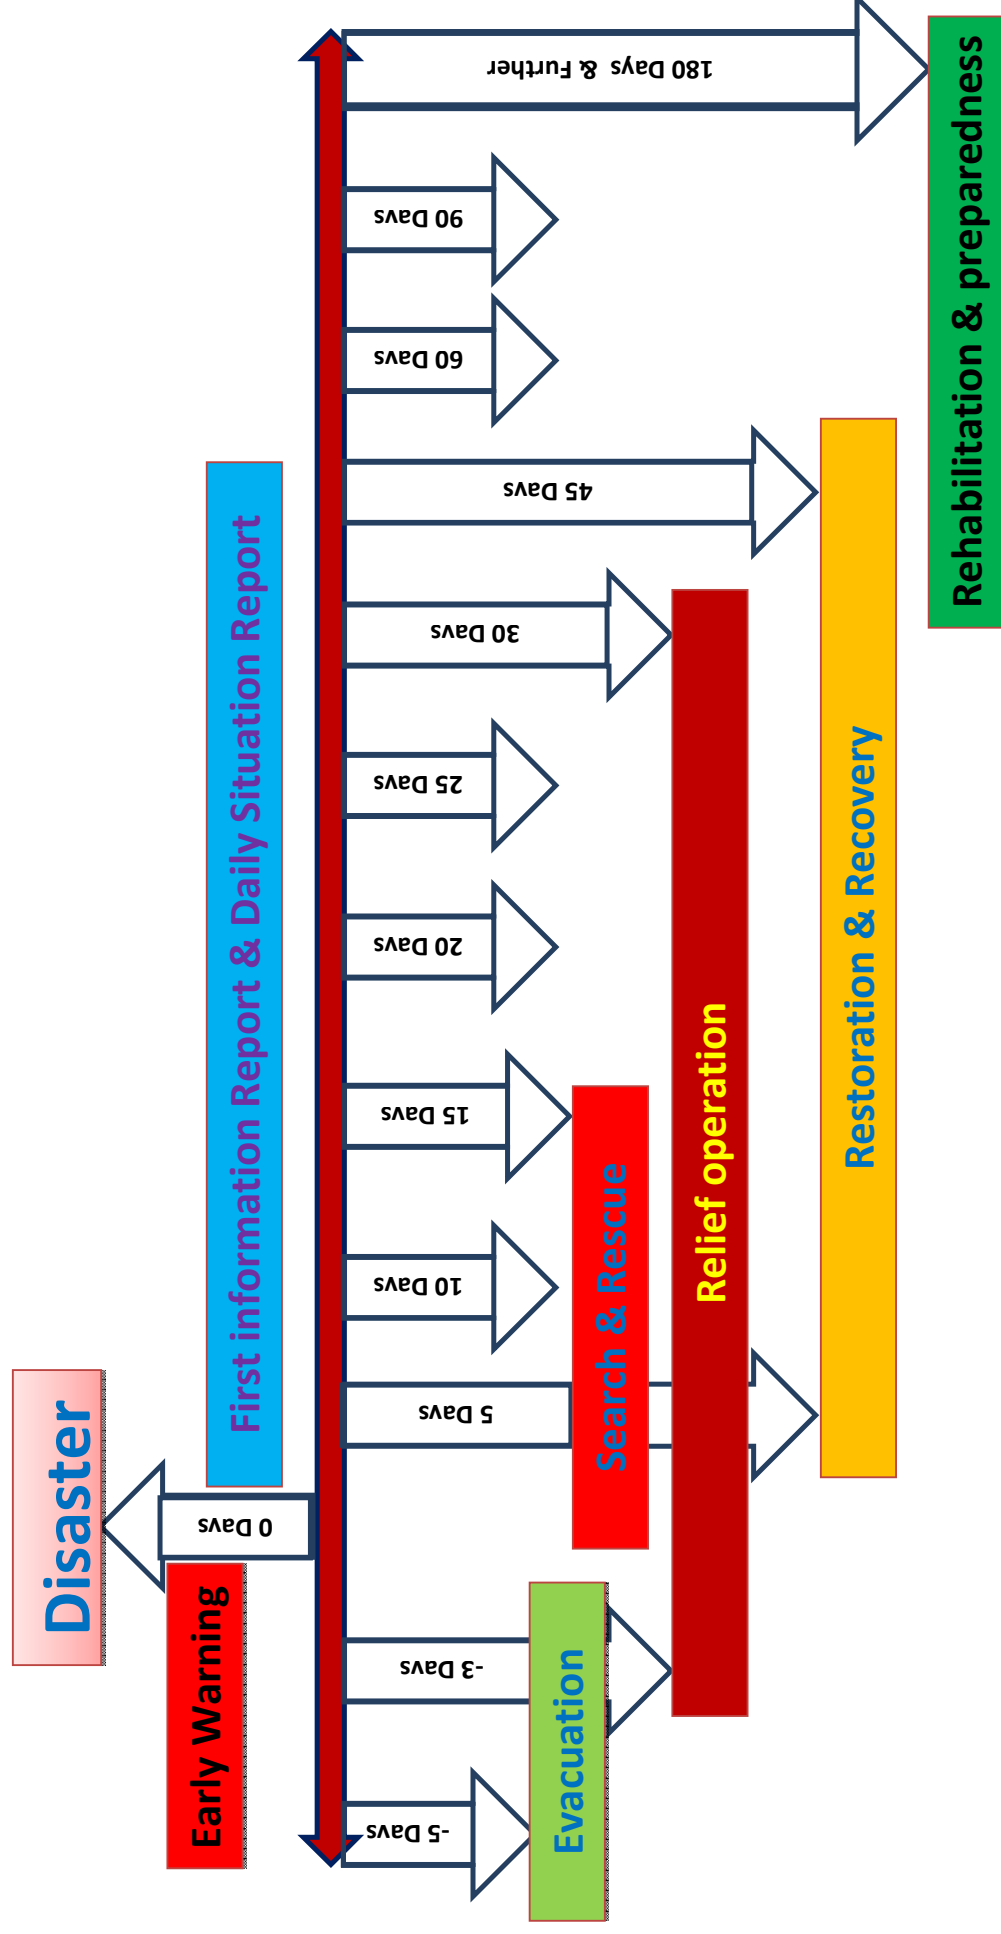 Disaster
Early Warning
0 Days
First information Report & Daily Situation Report
-5 Days
-3 Days
5 Days
10 Days
15 Days
20 Days
25 Days
30 Days
45 Days
60 Days
90 Days
180 Days & Further
Evacuation
Search & Rescue
Relief operation
Restoration & Recovery
Rehabilitation & preparedness